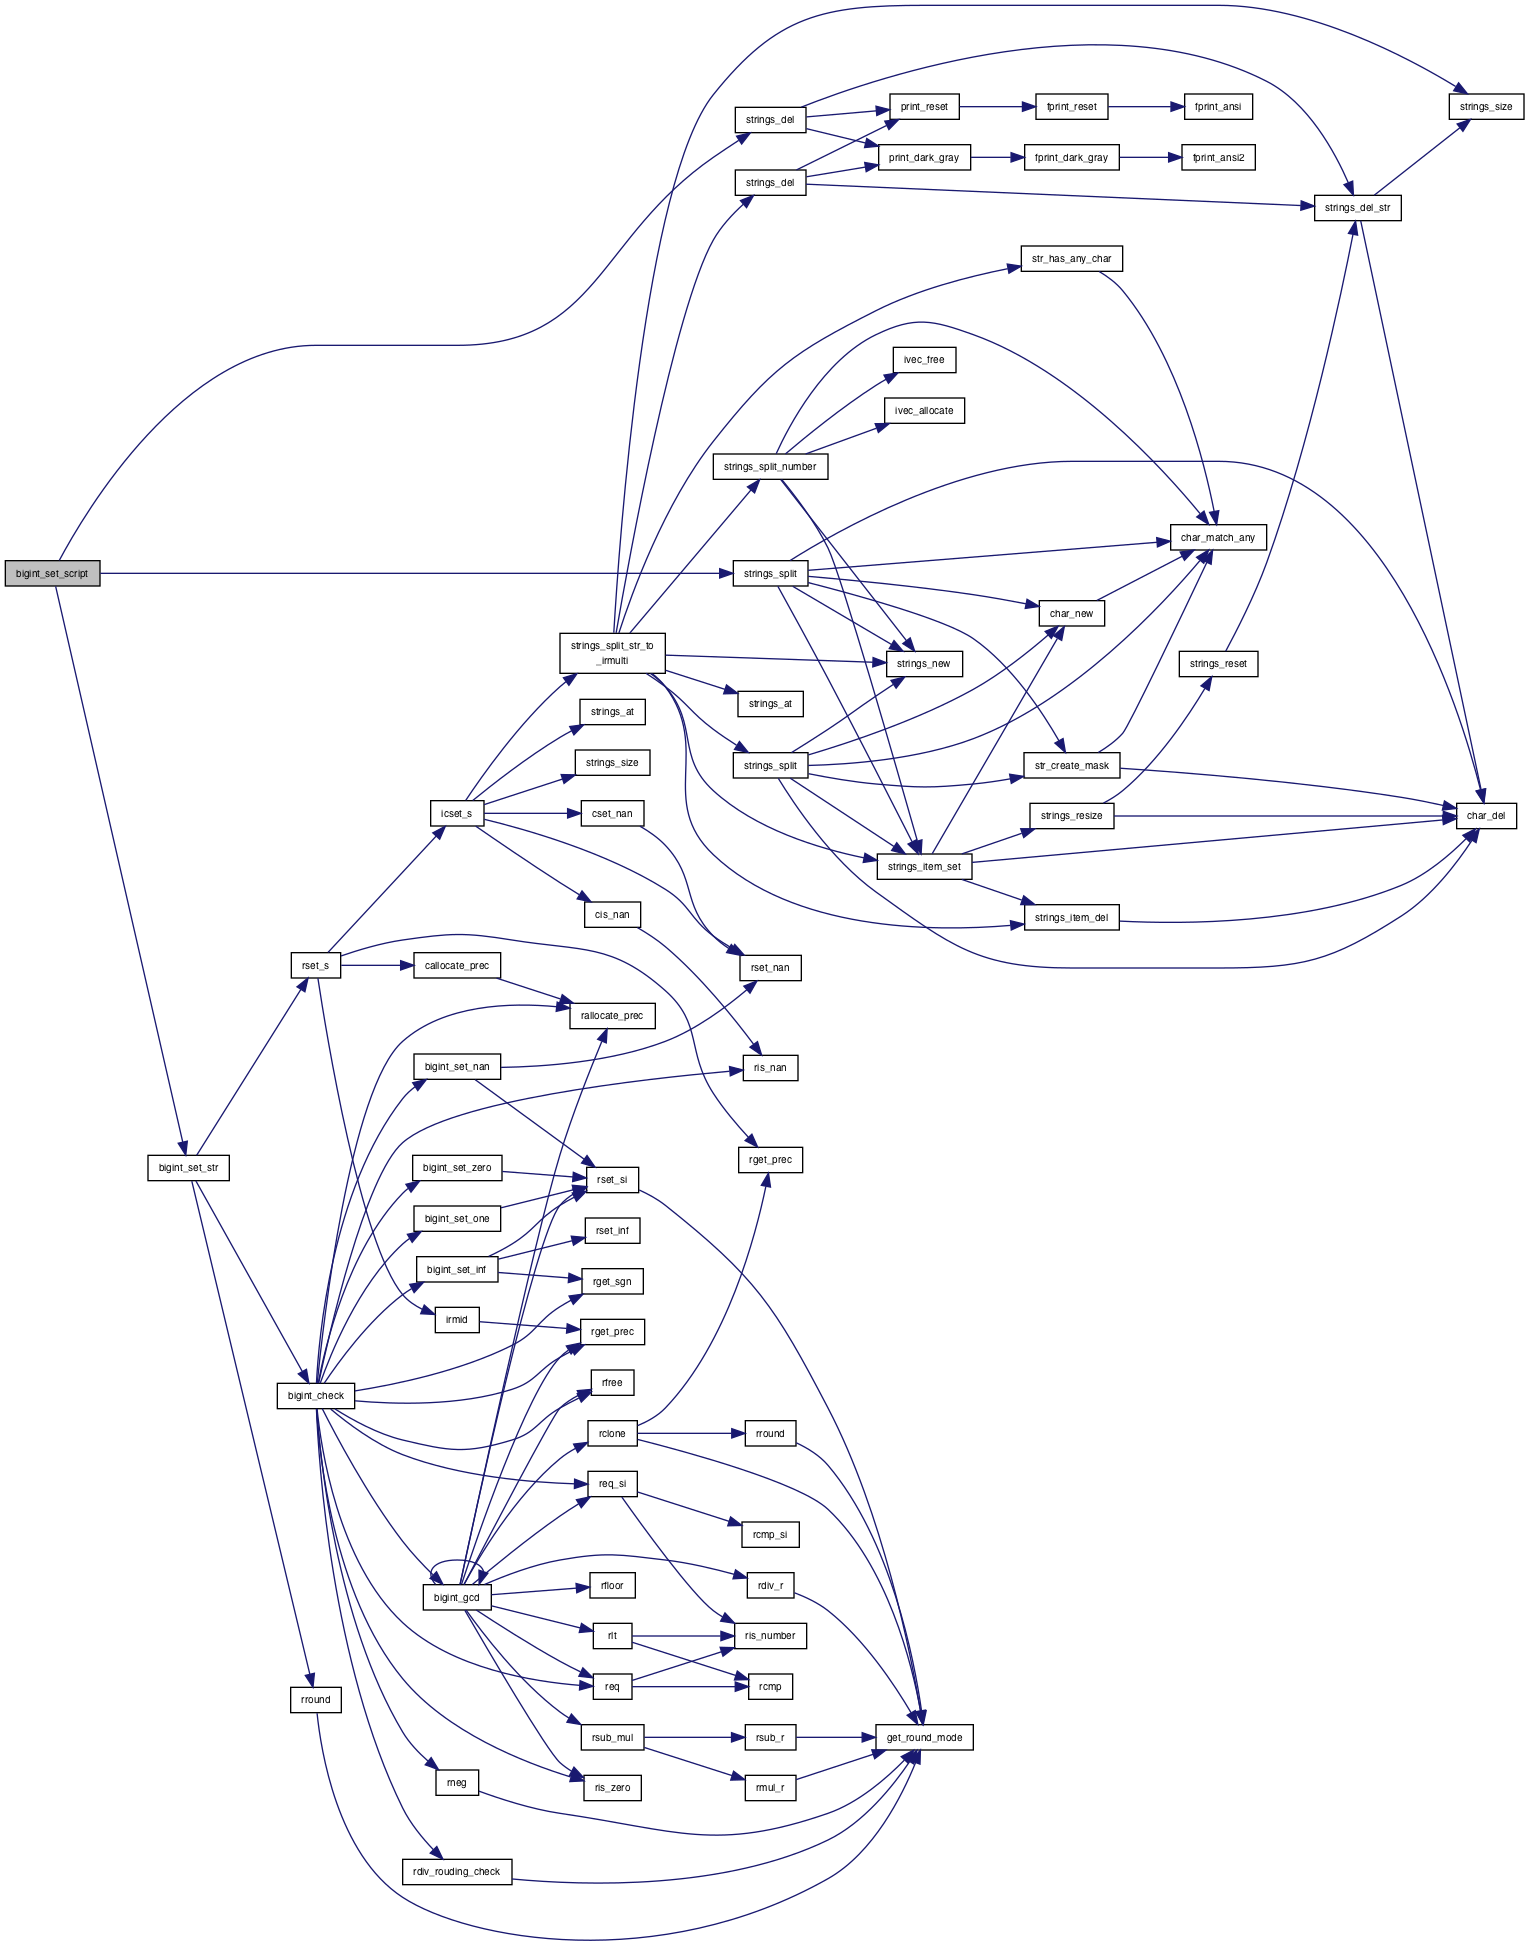 strings_size
print_reset
fprint_reset
fprint_ansi
strings_del
print_dark_gray
fprint_dark_gray
fprint_ansi2
strings_del
strings_del_str
str_has_any_char
ivec_free
ivec_allocate
strings_split_number
char_match_any
bigint_set_script
strings_split
char_new
strings_split_str_to
_irmulti
strings_new
strings_reset
strings_at
strings_at
strings_size
strings_split
str_create_mask
icset_s
cset_nan
strings_resize
char_del
strings_item_set
cis_nan
strings_item_del
rset_s
callocate_prec
rset_nan
rallocate_prec
bigint_set_nan
ris_nan
bigint_set_str
bigint_set_zero
rget_prec
rset_si
bigint_set_one
rset_inf
bigint_set_inf
rget_sgn
irmid
rget_prec
bigint_check
rfree
rclone
rround
req_si
rcmp_si
bigint_gcd
rfloor
rdiv_r
rlt
ris_number
req
rcmp
rround
rsub_mul
rsub_r
get_round_mode
rneg
ris_zero
rmul_r
rdiv_rouding_check